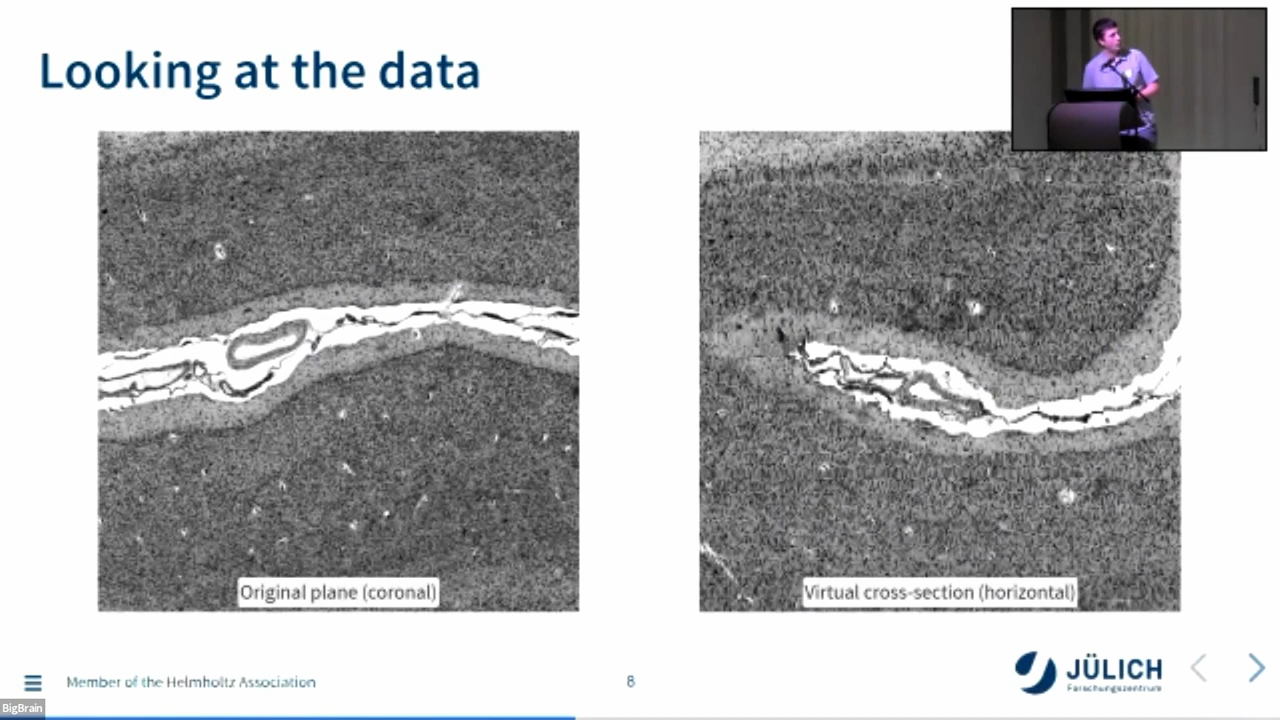 Looking at the data
Original plane (coronal)
Virtual cross-section (horizontal)
Member of the Helmholtz Association
8
JÜLICH
Forschungszentrum
BigBrain